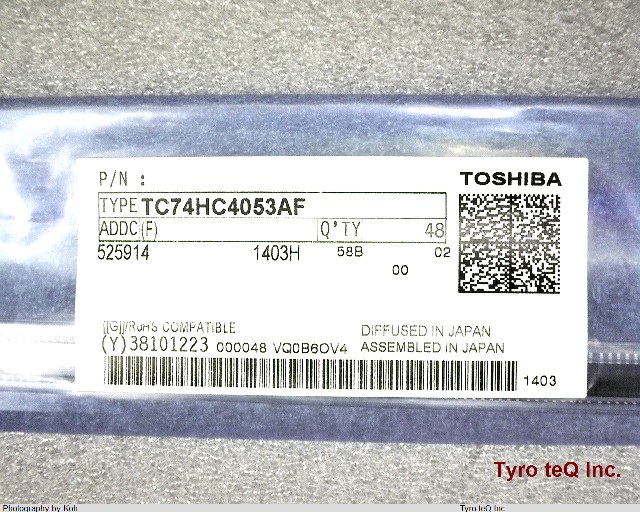 P/N :
TOSHIBA
TYPE TC74HC4053AF
ADDC(F) Q'TY 48
525914 1403H 58B 02
00
[[G]]/RoHS COMPATIBLE DIFFUSED IN JAPAN
(Y)38101223 000048 VQ0B6OV4 ASSEMBLED IN JAPAN
1403
Tyro teQ Inc.
Photography by Koh Tyro teQ Inc